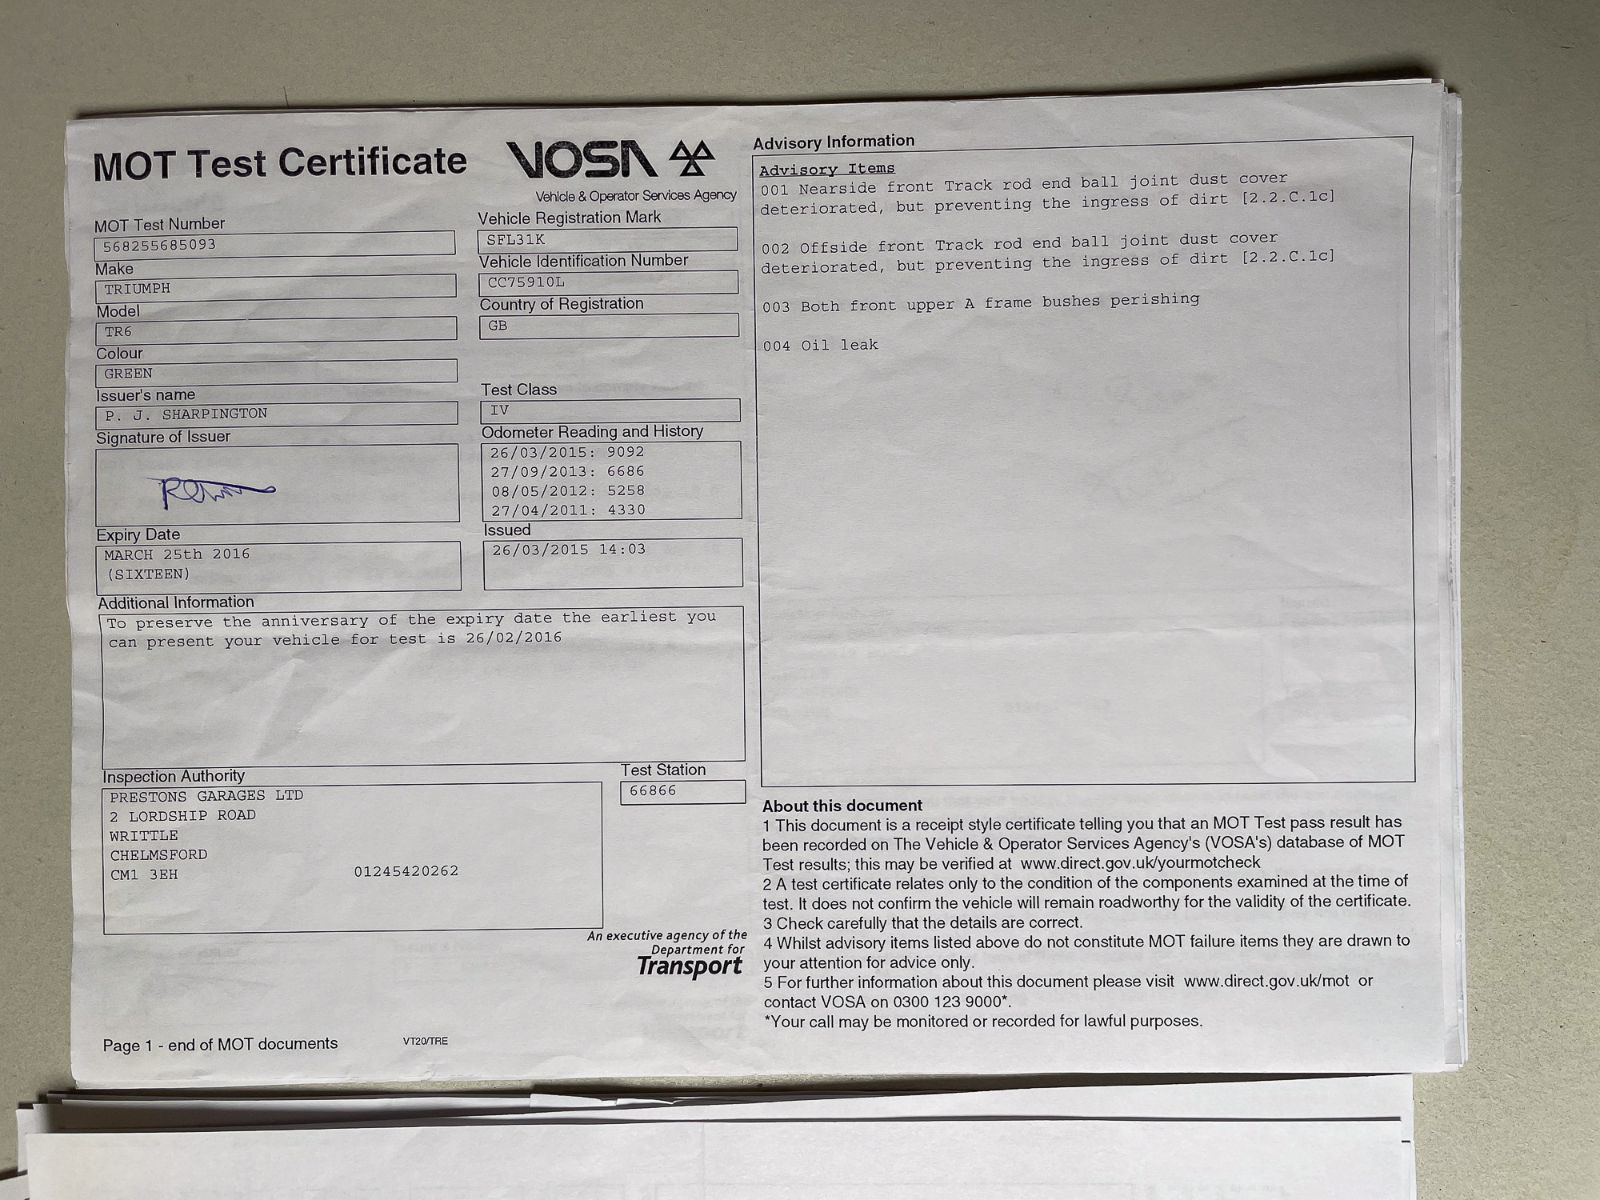 MOT Test Certificate
VOSA
Vehicle & Operator Services Agency
MOT Test Number
568255685093
Make
TRIUMPH
Model
TR6
Colour
GREEN
Issuer's name
P. J. SHARPINGTON
Signature of Issuer
Expiry Date
MARCH 25th 2016
(SIXTEEN)
Vehicle Registration Mark
SFL31K
Vehicle Identification Number
CC75910L
Country of Registration
GB
Test Class
IV
Odometer Reading and History
26/03/2015: 9092
27/09/2013: 6686
08/05/2012: 5258
27/04/2011: 4330
Issued
26/03/2015 14:03
Additional Information
To preserve the anniversary of the expiry date the earliest you
can present your vehicle for test is 26/02/2016
Inspection Authority
PRESTONS GARAGES LTD
2 LORDSHIP ROAD
WRITTLE
CHELMSFORD
CM1 3EH 01245420262
Test Station
66866
An executive agency of the
Department for
Transport
Page 1 - end of MOT documents
VT20/TRE
Advisory Information
Advisory Items
001 Nearside front Track rod end ball joint dust cover
deteriorated, but preventing the ingress of dirt [2.2.C.1c]
002 Offside front Track rod end ball joint dust cover
deteriorated, but preventing the ingress of dirt [2.2.C.1c]
003 Both front upper A frame bushes perishing
004 Oil leak
About this document
1 This document is a receipt style certificate telling you that an MOT Test pass result has
been recorded on The Vehicle & Operator Services Agency's (VOSA's) database of MOT
Test results; this may be verified at www.direct.gov.uk/yourmotcheck
2 A test certificate relates only to the condition of the components examined at the time of
test. It does not confirm the vehicle will remain roadworthy for the validity of the certificate.
3 Check carefully that the details are correct.
4 Whilst advisory items listed above do not constitute MOT failure items they are drawn to
your attention for advice only.
5 For further information about this document please visit www.direct.gov.uk/mot or
contact VOSA on 0300 123 9000*.
*Your call may be monitored or recorded for lawful purposes.